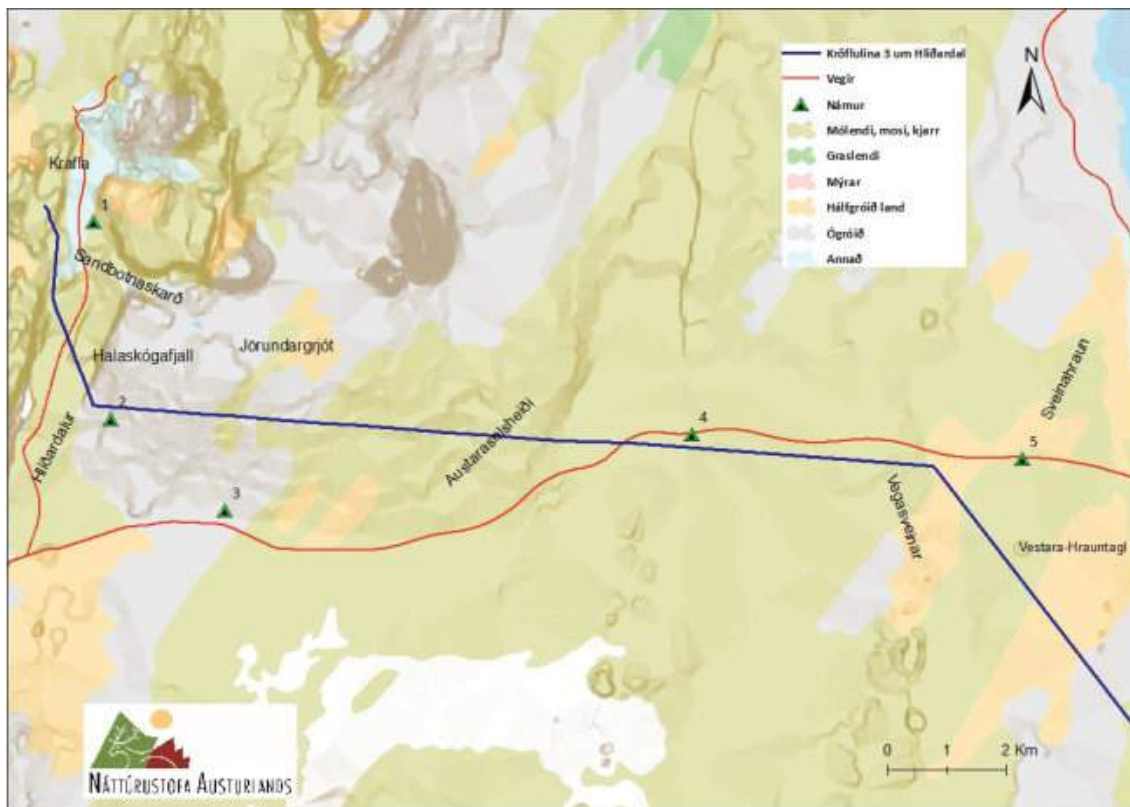 Kröflulína 3 um Hlíðardal
Vegir
Námur
Mólendi, mosi, kjarr
Graslendi
Mýrar
Hálfgróið land
Ógróið
Annað
N
Krafla
1
Sandbotnaskarð
Halaskógafjall
Jörundargrjót
2
Hlíðardalur
3
Austaraselsheiði
4
5
Sveinahraun
Vegasveinar
Vestara-Hrauntagl
0 1 2 Km
NÁTTÚRUSTOFA AUSTURLANDS